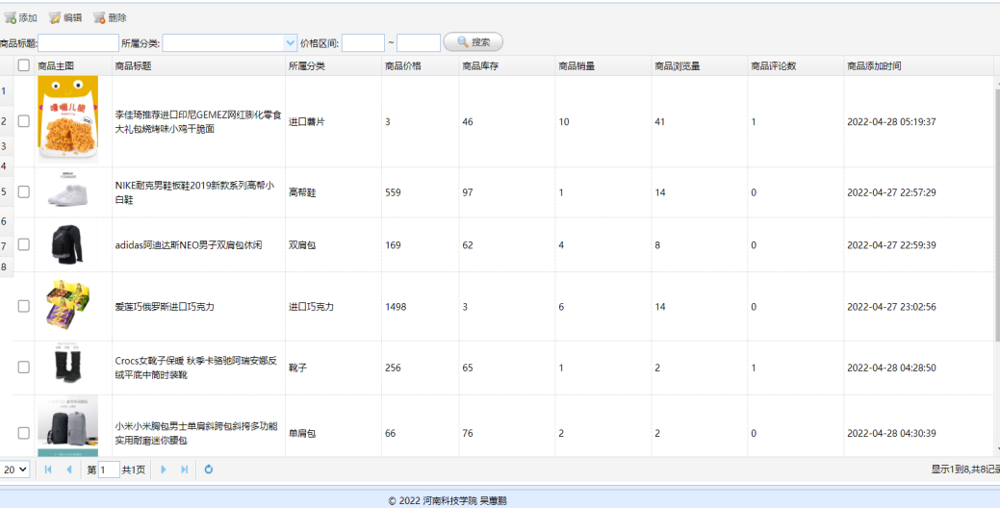 添加 编辑 删除
商品标题: 所属分类: 价格区间: ~ 搜索
商品主图 商品标题 所属分类 商品价格 商品库存 商品销量 商品浏览量 商品评论数 商品添加时间
1
2
3
4
5
6
7
8
李佳琦推荐进口印尼GEMEZ网红膨化零食
大礼包烧烤味小鸡干脆面
进口薯片 3 46 10 41 1 2022-04-28 05:19:37
NIKE耐克男鞋板鞋2019新款系列高帮小
白鞋
高帮鞋 559 97 1 14 0 2022-04-27 22:57:29
adidas阿迪达斯NEO男子双肩包休闲 双肩包 169 62 4 8 0 2022-04-27 22:59:39
爱莲巧俄罗斯进口巧克力 进口巧克力 1498 3 6 14 0 2022-04-27 23:02:56
Crocs女靴子保暖 秋季卡骆驰阿瑞安娜反
绒平底中筒时装靴
靴子 256 65 1 2 1 2022-04-28 04:28:50
小米小米胸包男士单肩斜跨包斜挎多功能
实用耐磨迷你腰包
单肩包 66 76 2 2 0 2022-04-28 04:30:39
20 第 1 共1页 显示1到8,共8记录
© 2022 河南科技学院 吴蕈鹏